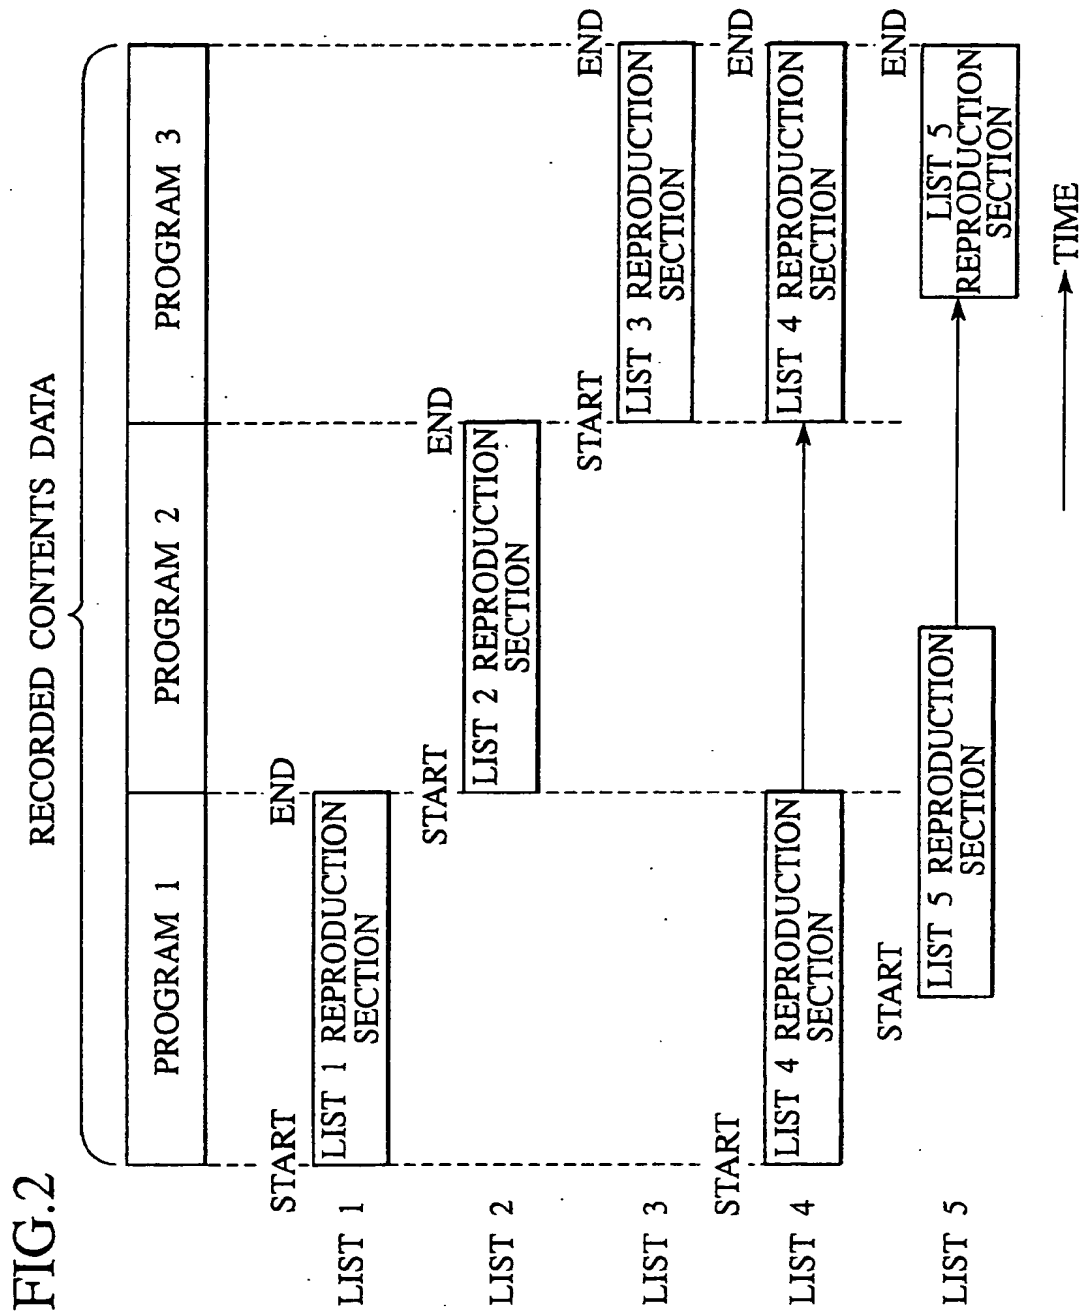 FIG.2
RECORDED CONTENTS DATA
PROGRAM 1
PROGRAM 2
PROGRAM 3
START
END
LIST 1
LIST 1 REPRODUCTION
SECTION
START
END
LIST 2
LIST 2 REPRODUCTION
SECTION
START
END
LIST 3
LIST 3 REPRODUCTION
SECTION
START
END
LIST 4
LIST 4 REPRODUCTION
SECTION
LIST 4 REPRODUCTION
SECTION
START
END
LIST 5
LIST 5 REPRODUCTION
SECTION
LIST 5
REPRODUCTION
SECTION
TIME